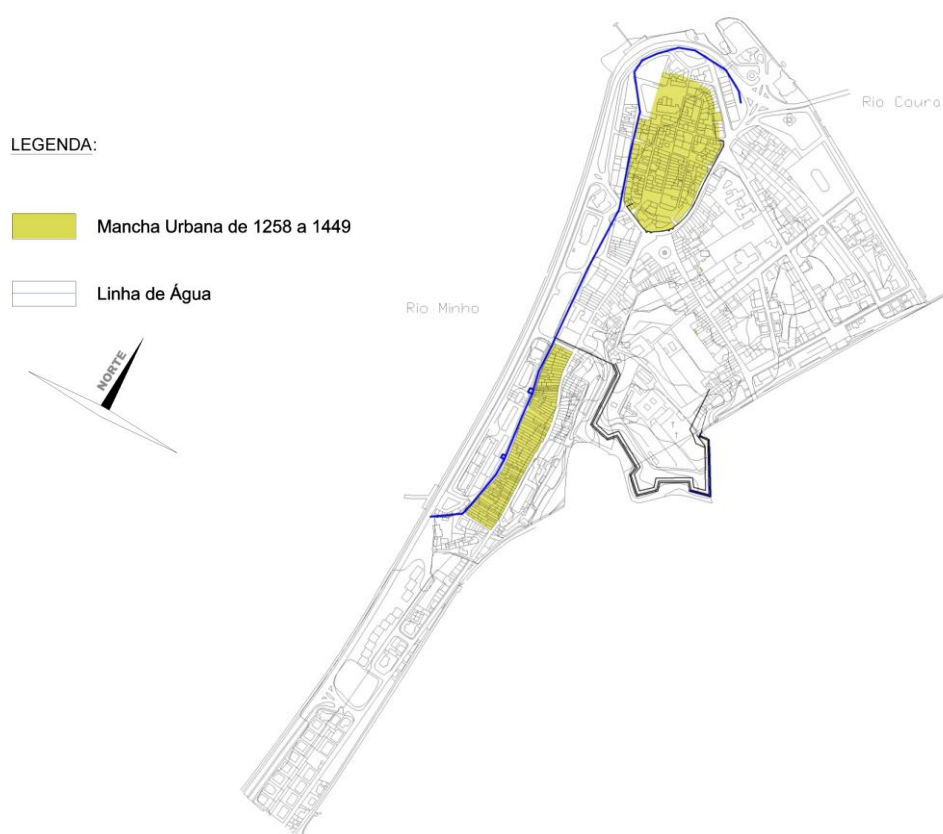 Rio Coura
LEGENDA:
Mancha Urbana de 1258 a 1449
Linha de Água
Rio Minho
NORTE